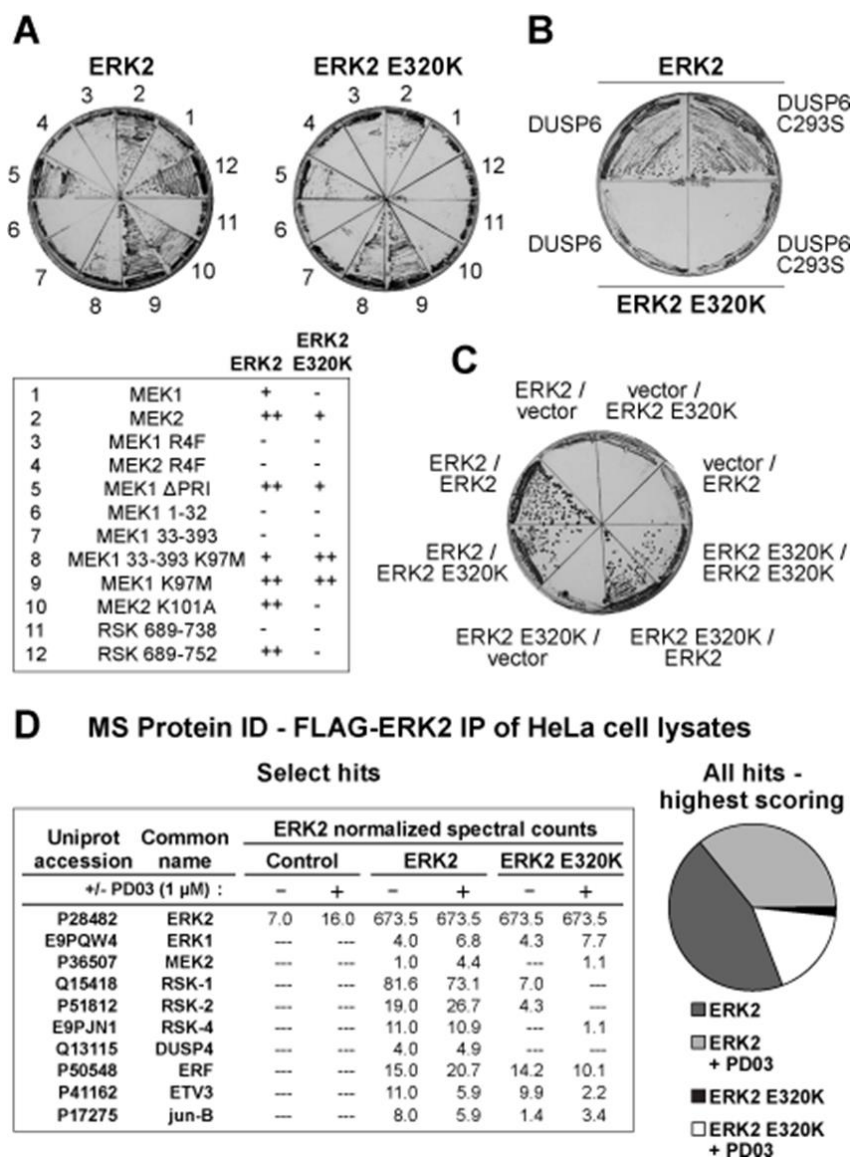 A
ERK2
ERK2 E320K
1
2
3
4
5
6
7
8
9
10
11
12
1
2
3
4
5
6
7
8
9
10
11
12
B
ERK2
DUSP6
DUSP6
C293S
DUSP6
DUSP6
C293S
ERK2 E320K
ERK2
ERK2 E320K
1 MEK1 + -
2 MEK2 ++ +
3 MEK1 R4F - -
4 MEK2 R4F - -
5 MEK1 ΔPRI ++ +
6 MEK1 1-32 - -
7 MEK1 33-393 - -
8 MEK1 33-393 K97M + ++
9 MEK1 K97M ++ ++
10 MEK2 K101A ++ -
11 RSK 689-738 - -
12 RSK 689-752 ++ -
C
ERK2 /
vector
vector /
ERK2 E320K
ERK2 /
ERK2
vector /
ERK2
ERK2 /
ERK2 E320K
ERK2 E320K /
ERK2 E320K
ERK2 E320K /
vector
ERK2 E320K /
ERK2
D MS Protein ID - FLAG-ERK2 IP of HeLa cell lysates
Select hits
Uniprot accession Common name ERK2 normalized spectral counts
Control ERK2 ERK2 E320K
+/- PD03 (1 µM) : − + − + − +
P28482 ERK2 7.0 16.0 673.5 673.5 673.5 673.5
E9PQW4 ERK1 --- --- 4.0 6.8 4.3 7.7
P36507 MEK2 --- --- 1.0 4.4 --- 1.1
Q15418 RSK-1 --- --- 81.6 73.1 7.0 ---
P51812 RSK-2 --- --- 19.0 26.7 4.3 ---
E9PJN1 RSK-4 --- --- 11.0 10.9 --- 1.1
Q13115 DUSP4 --- --- 4.0 4.9 --- ---
P50548 ERF --- --- 15.0 20.7 14.2 10.1
P41162 ETV3 --- --- 11.0 5.9 9.9 2.2
P17275 jun-B --- --- 8.0 5.9 1.4 3.4
All hits -
highest scoring
ERK2
ERK2
+ PD03
ERK2 E320K
ERK2 E320K
+ PD03